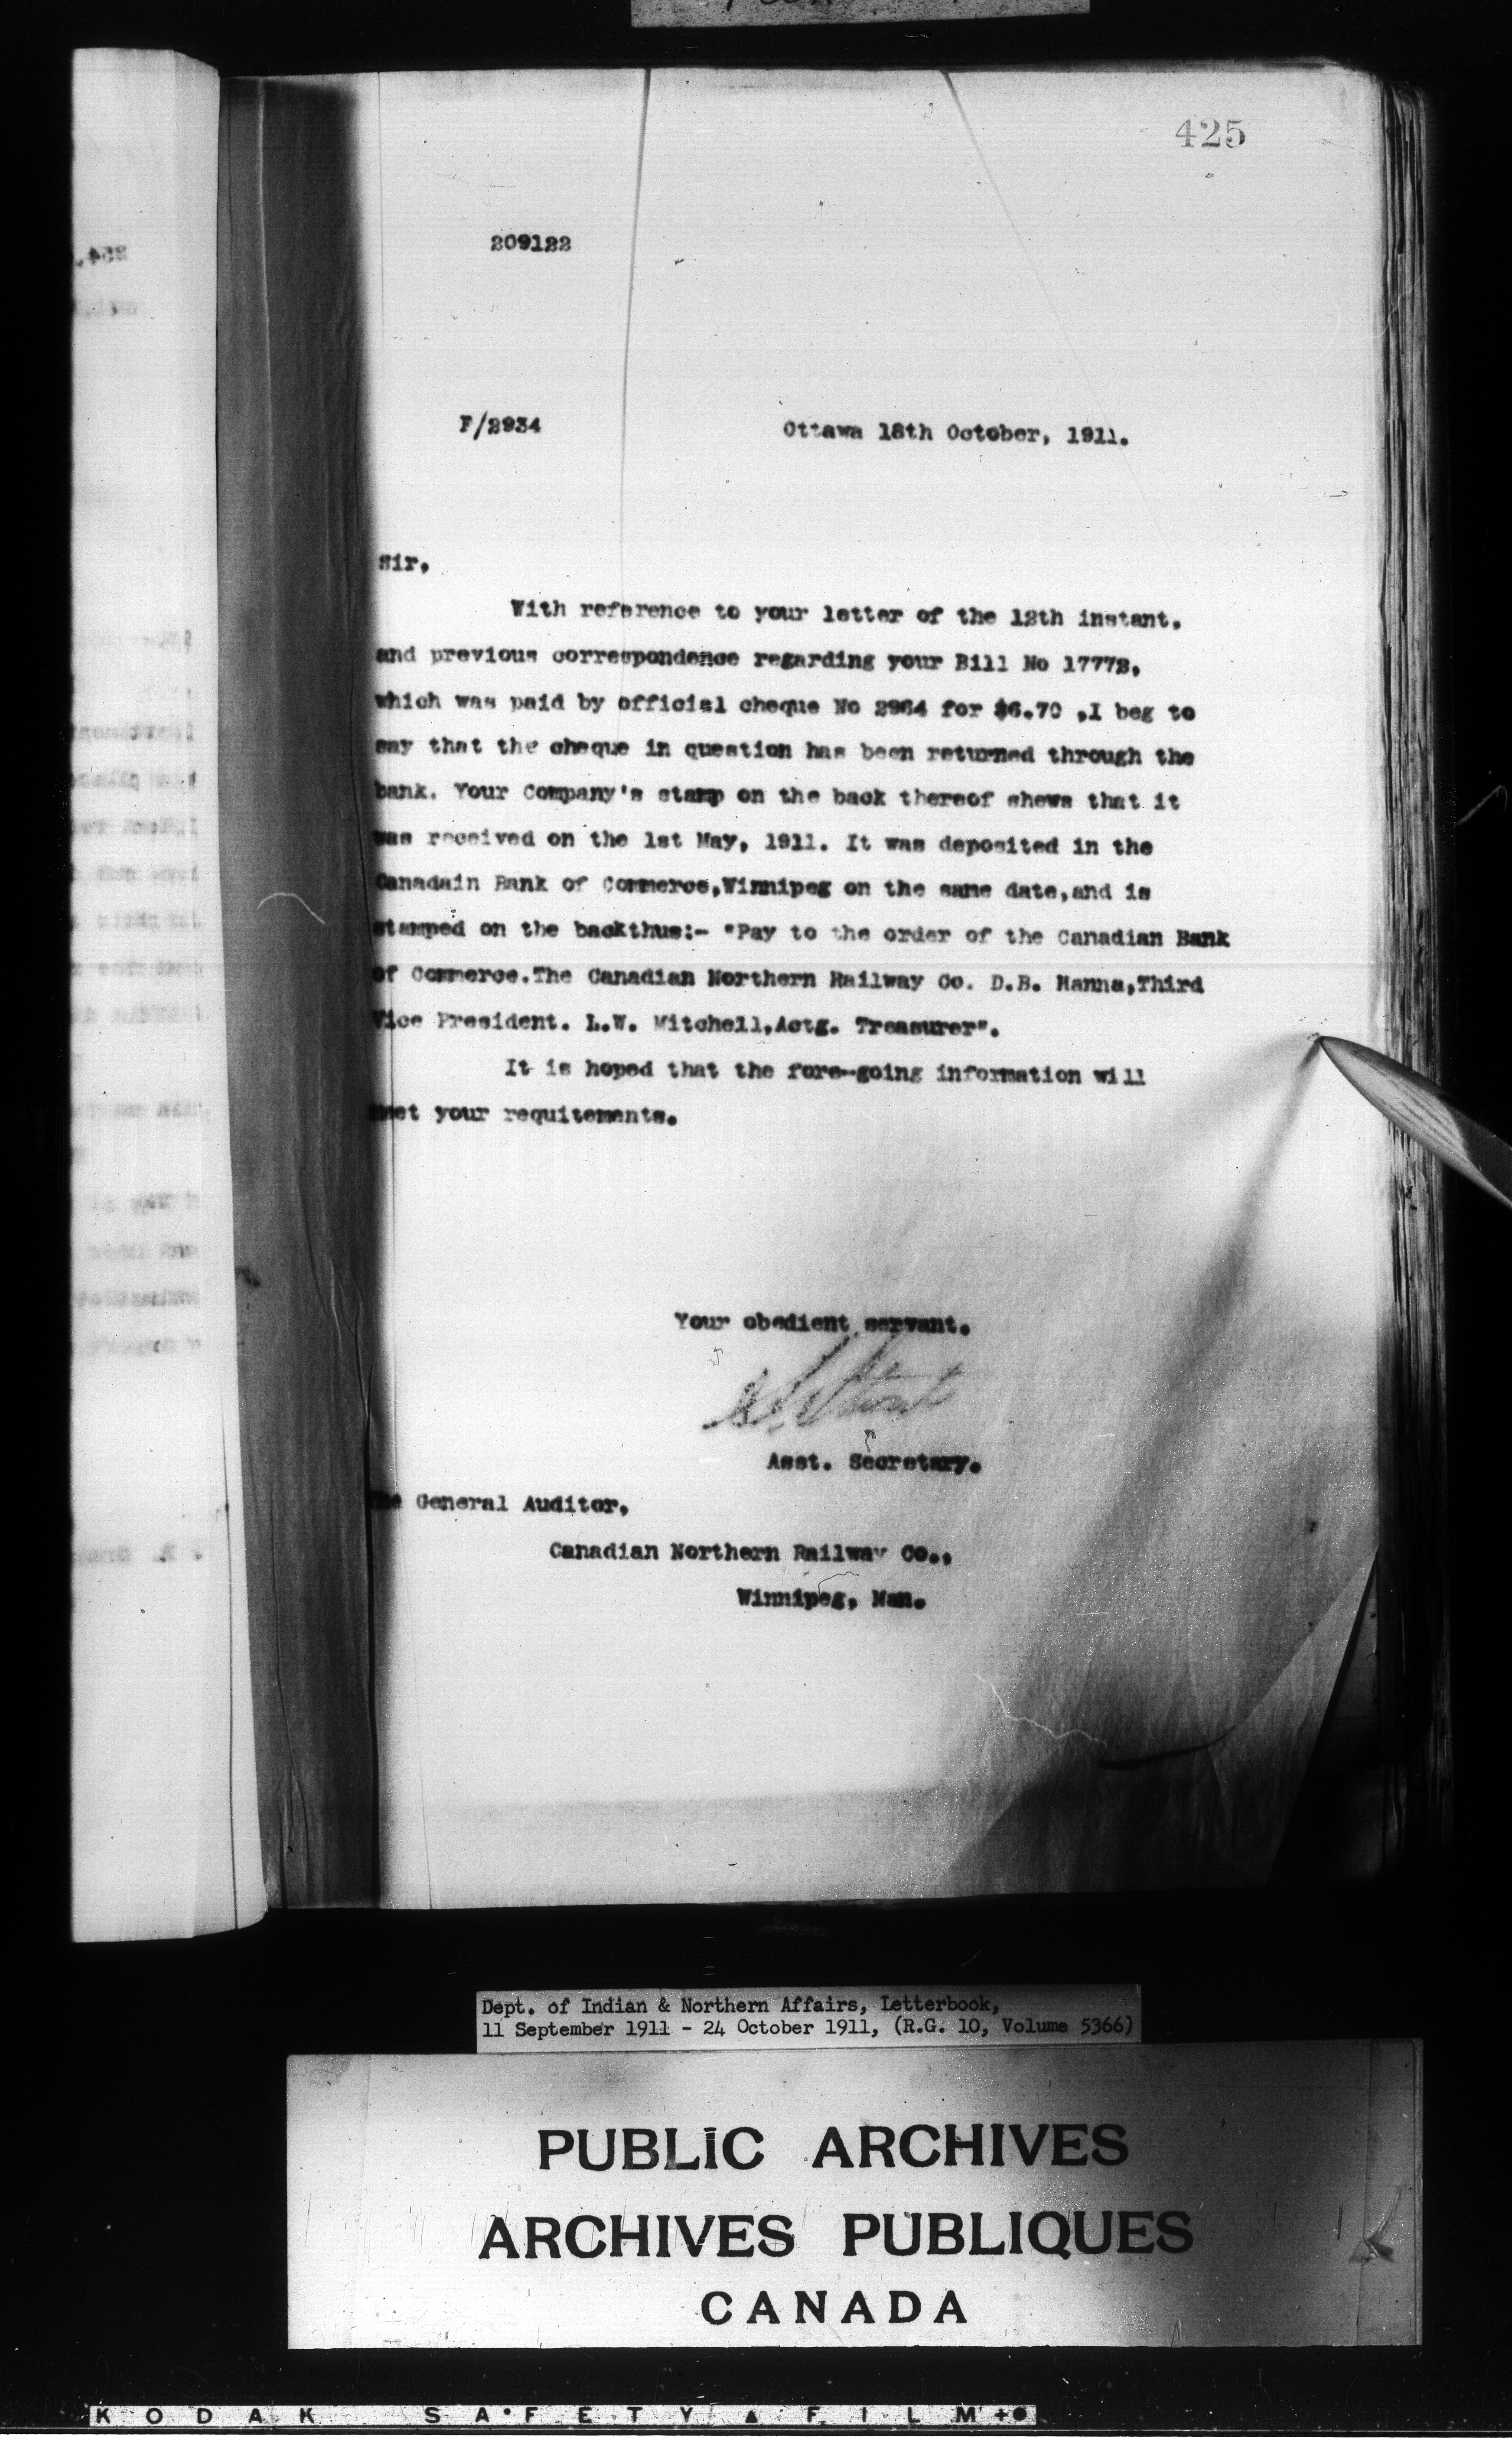 425
209122
F/2934
Ottawa 18th October, 1911.
Sir,
With reference to your letter of the 12th instant,
and previous correspondence regarding your Bill No 17772,
which was paid by official cheque No 2964 for $6.70 ,I beg to
say that the cheque in question has been returned through the
bank. Your Company's stamp on the back thereof shews that it
was received on the 1st May, 1911. It was deposited in the
Canadain Bank of Commerce,Winnipeg on the same date,and is
stamped on the backthus:- "Pay to the order of the Canadian Bank
of Commerce.The Canadian Northern Railway Co. D.B. Hanna,Third
Vice President. L.W. Mitchell,Actg. Treasurer".
It is hoped that the fore-going information will
meet your requitements.
Your obedient servant.
Asst. Secretary.
The General Auditor,
Canadian Northern Railway Co.,
Winnipeg, Man.
Dept. of Indian & Northern Affairs, Letterbook,
11 September 1911 - 24 October 1911, (R.G. 10, Volume 5366)
PUBLIC ARCHIVES
ARCHIVES PUBLIQUES
CANADA
KODAK SAFETY FILM